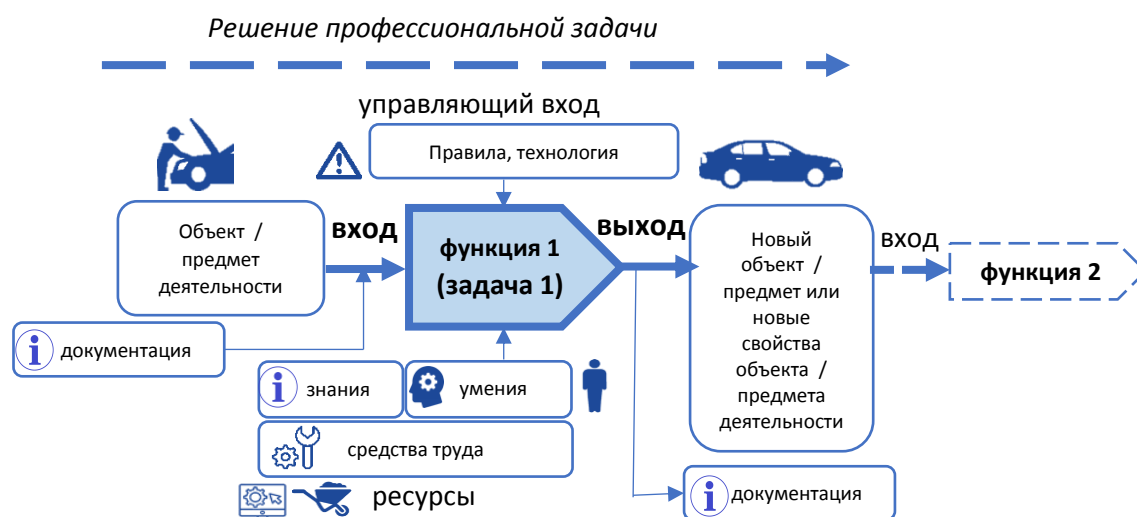 Решение профессиональной задачи
управляющий вход
Правила, технология
Объект /
предмет
деятельности
вход
функция 1
(задача 1)
выход
Новый
объект /
предмет или
новые
свойства
объекта /
предмета
деятельности
вход
функция 2
i документация
i знания
умения
средства труда
ресурсы
i документация